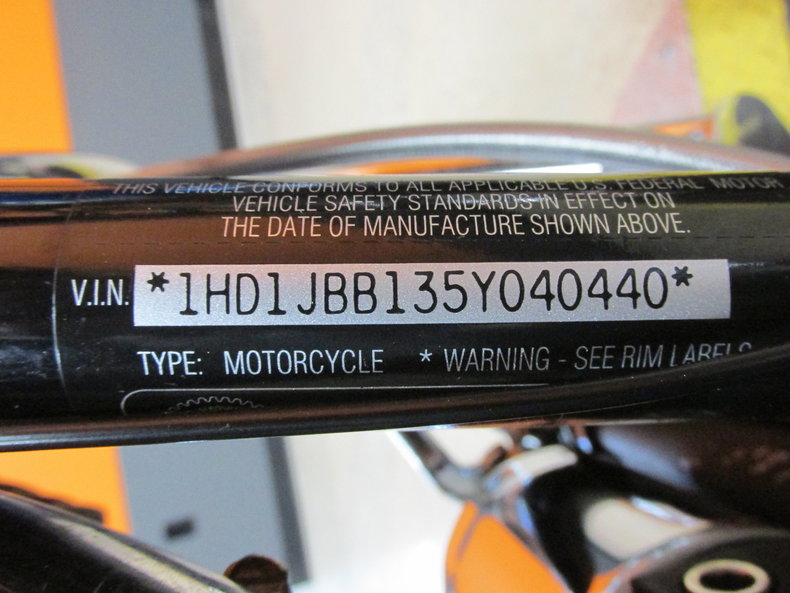 THIS VEHICLE CONFORMS TO ALL APPLICABLE U.S. FEDERAL MOTOR
VEHICLE SAFETY STANDARDS IN EFFECT ON
THE DATE OF MANUFACTURE SHOWN ABOVE.
V.I.N. *1HD1JBB135Y040440*
TYPE: MOTORCYCLE * WARNING - SEE RIM LABELS